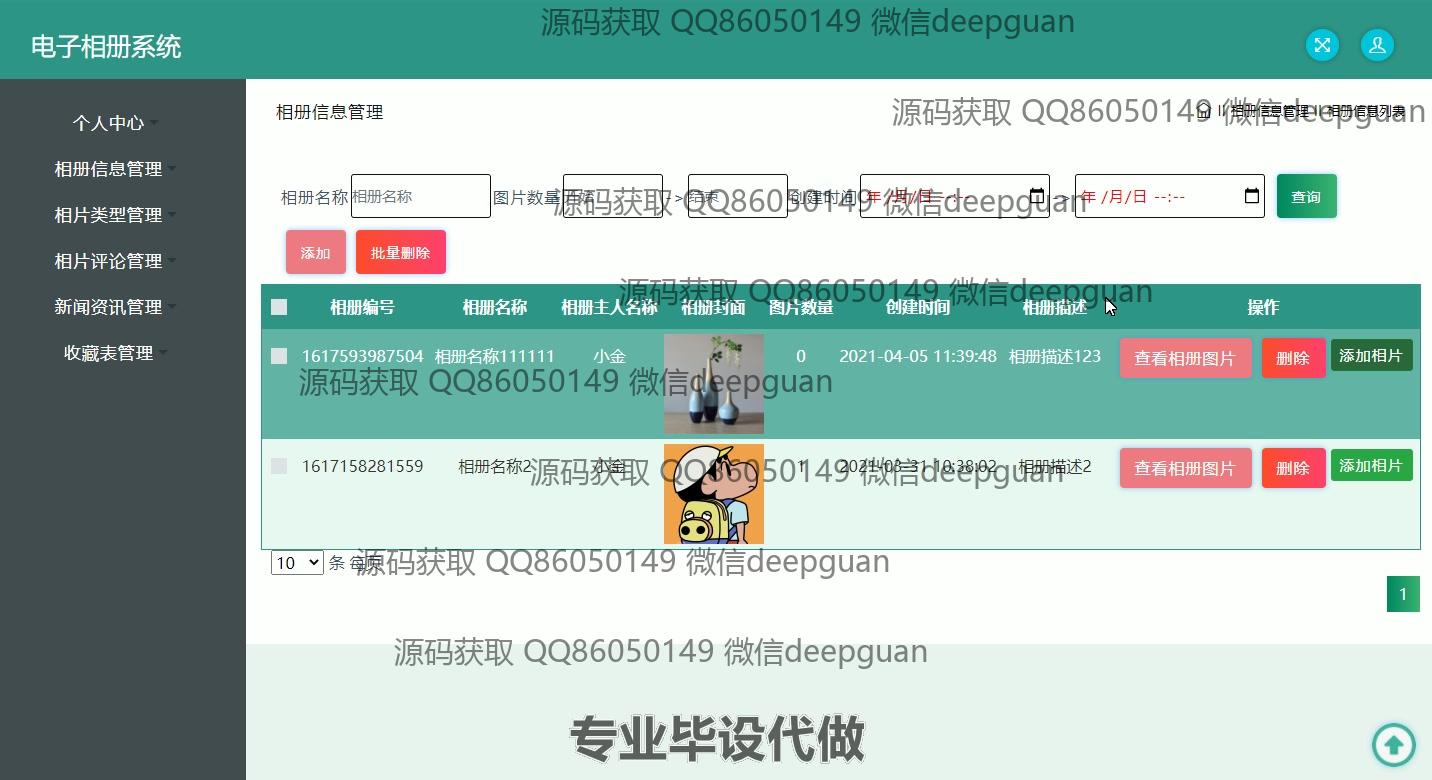 源码获取 QQ86050149 微信deepguan
电子相册系统
个人中心
相册信息管理
相片类型管理
相片评论管理
新闻资讯管理
收藏表管理
相册信息管理
// 相册信息管理 // 相册信息列表
源码获取 QQ86050149 微信deepguan
相册名称 相册名称 图片数量 开始 -> 结束 创建时间 年 /月/日 --:-- -> 年 /月/日 --:-- 查询
源码获取 QQ86050149 微信deepguan
添加 批量删除
源码获取 QQ86050149 微信deepguan
相册编号 相册名称 相册主人名称 相册封面 图片数量 创建时间 相册描述 操作
1617593987504 相册名称111111 小金 0 2021-04-05 11:39:48 相册描述123 查看相册图片 删除 添加相片
源码获取 QQ86050149 微信deepguan
1617158281559 相册名称2 小金 1 2021-03-31 10:38:02 相册描述2 查看相册图片 删除 添加相片
源码获取 QQ86050149 微信deepguan
10 条 每页
源码获取 QQ86050149 微信deepguan
1
源码获取 QQ86050149 微信deepguan
专业毕设代做